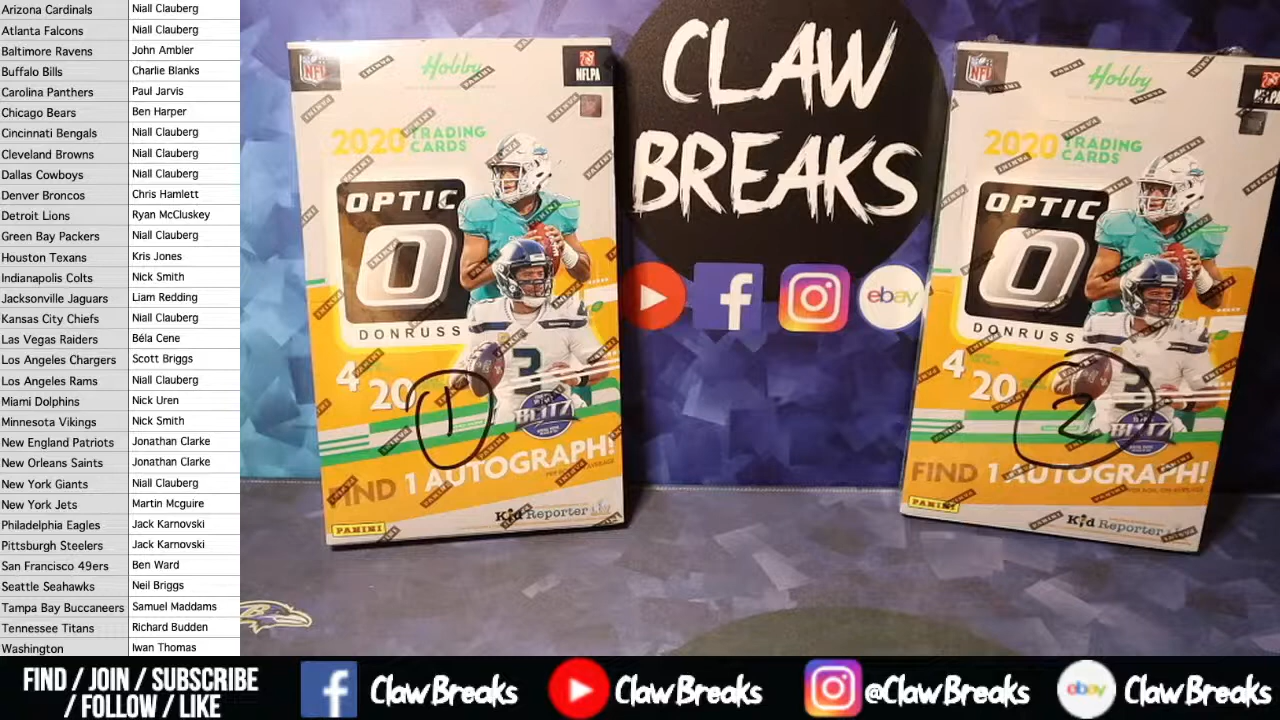 Arizona Cardinals Niall Clauberg
Atlanta Falcons Niall Clauberg
Baltimore Ravens John Ambler
Buffalo Bills Charlie Blanks
Carolina Panthers Paul Jarvis
Chicago Bears Ben Harper
Cincinnati Bengals Niall Clauberg
Cleveland Browns Niall Clauberg
Dallas Cowboys Niall Clauberg
Denver Broncos Chris Hamlett
Detroit Lions Ryan McCluskey
Green Bay Packers Niall Clauberg
Houston Texans Kris Jones
Indianapolis Colts Nick Smith
Jacksonville Jaguars Liam Redding
Kansas City Chiefs Niall Clauberg
Las Vegas Raiders Béla Cene
Los Angeles Chargers Scott Briggs
Los Angeles Rams Niall Clauberg
Miami Dolphins Nick Uren
Minnesota Vikings Nick Smith
New England Patriots Jonathan Clarke
New Orleans Saints Jonathan Clarke
New York Giants Niall Clauberg
New York Jets Martin Mcguire
Philadelphia Eagles Jack Karnovski
Pittsburgh Steelers Jack Karnovski
San Francisco 49ers Ben Ward
Seattle Seahawks Neil Briggs
Tampa Bay Buccaneers Samuel Maddams
Tennessee Titans Richard Budden
Washington Iwan Thomas
NFL
Hobby
NFLPA
2020 TRADING
CARDS
OPTIC
O
DONRUSS
4
20
1
3
BLITZ
FIND 1 AUTOGRAPH!
Kid Reporter
PANINI
CLAW
BREAKS
f
ebay
NFL
Hobby
NFLPA
2020 TRADING
CARDS
OPTIC
O
DONRUSS
4
20
2
3
BLITZ
FIND 1 AUTOGRAPH!
Kid Reporter
PANINI
FIND / JOIN / SUBSCRIBE
/ FOLLOW / LIKE
f ClawBreaks
ClawBreaks
@ClawBreaks
ebay ClawBreaks